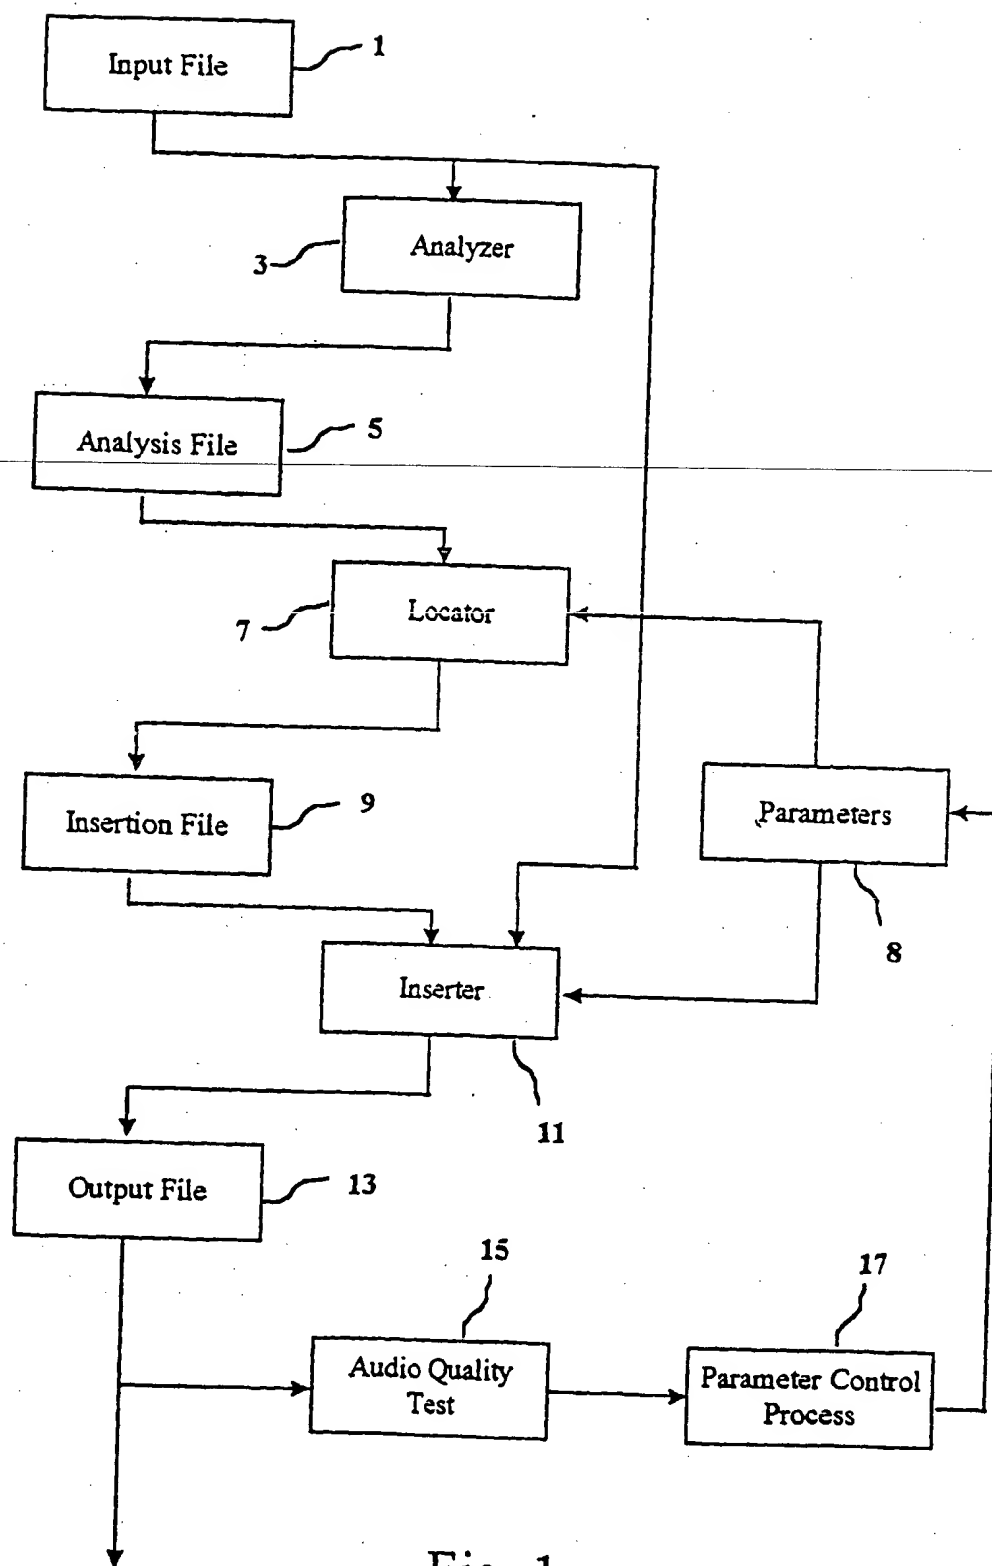 Input File
1
Analyzer
3
Analysis File
5
Locator
7
Insertion File
9
Parameters
8
Inserter
11
Output File
13
15
17
Audio Quality
Test
Parameter Control
Process
Fig. 1